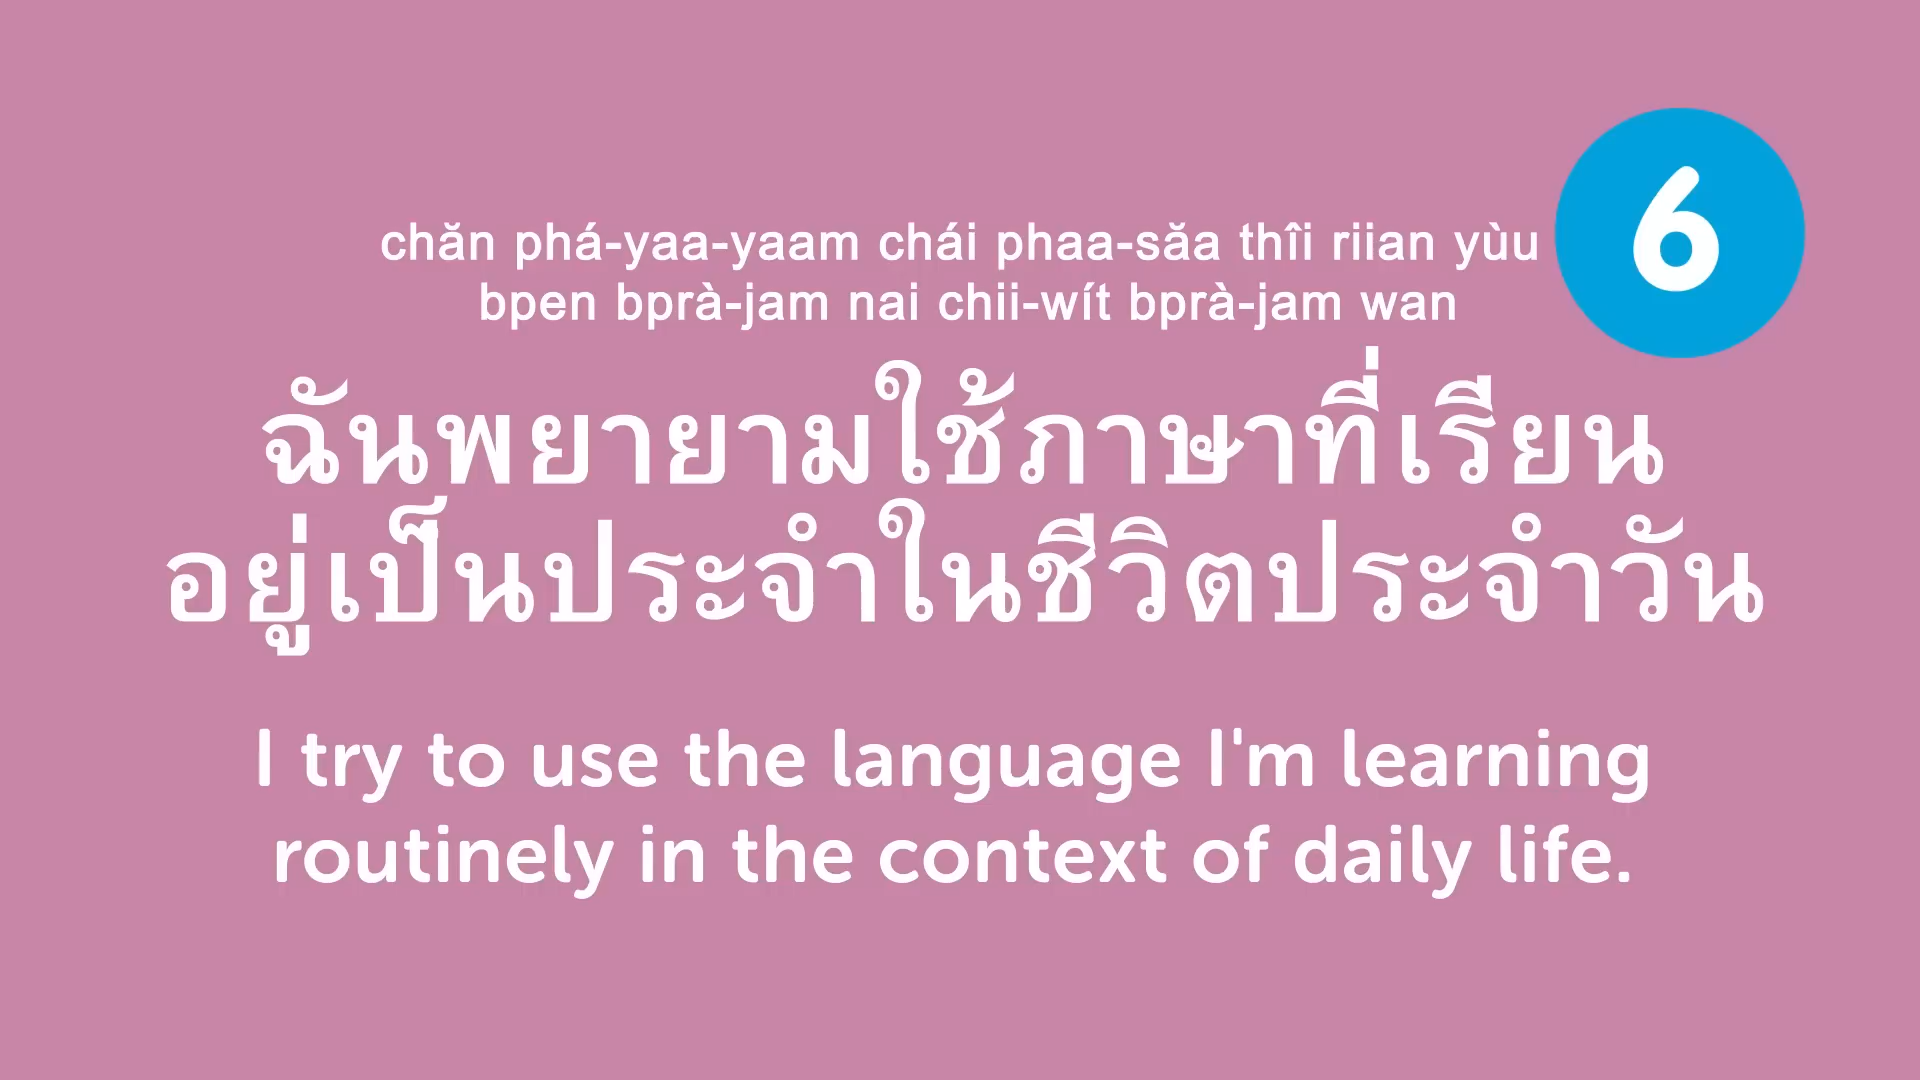 chăn phá-yaa-yaam chái phaa-săa thîi riian yùu
bpen bprà-jam nai chii-wít bprà-jam wan
6
ฉันพยายามใช้ภาษาที่เรียน
อยู่เป็นประจำในชีวิตประจำวัน
I try to use the language I'm learning
routinely in the context of daily life.